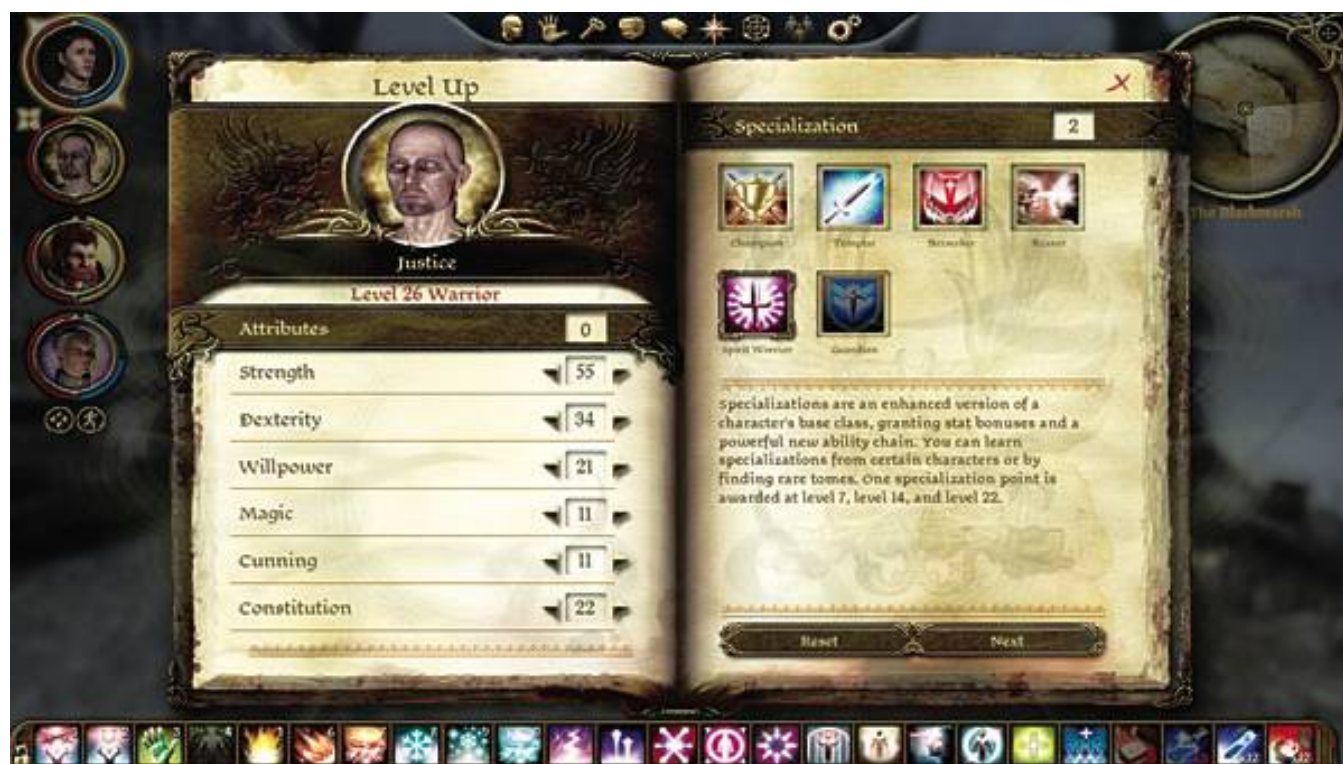 Level Up
Justice
Level 26 Warrior
Attributes 0
Strength 55
Dexterity 34
Willpower 21
Magic 11
Cunning 11
Constitution 22
Specialization 2
Champion Templar Berserker Reaver
Spirit Warrior Guardian
Specializations are an enhanced version of a
character's base class, granting stat bonuses and a
powerful new ability chain. You can learn
specializations from certain characters or by
finding rare tomes. One specialization point is
awarded at level 7, level 14, and level 22.
Reset Next
The Blackmarsh